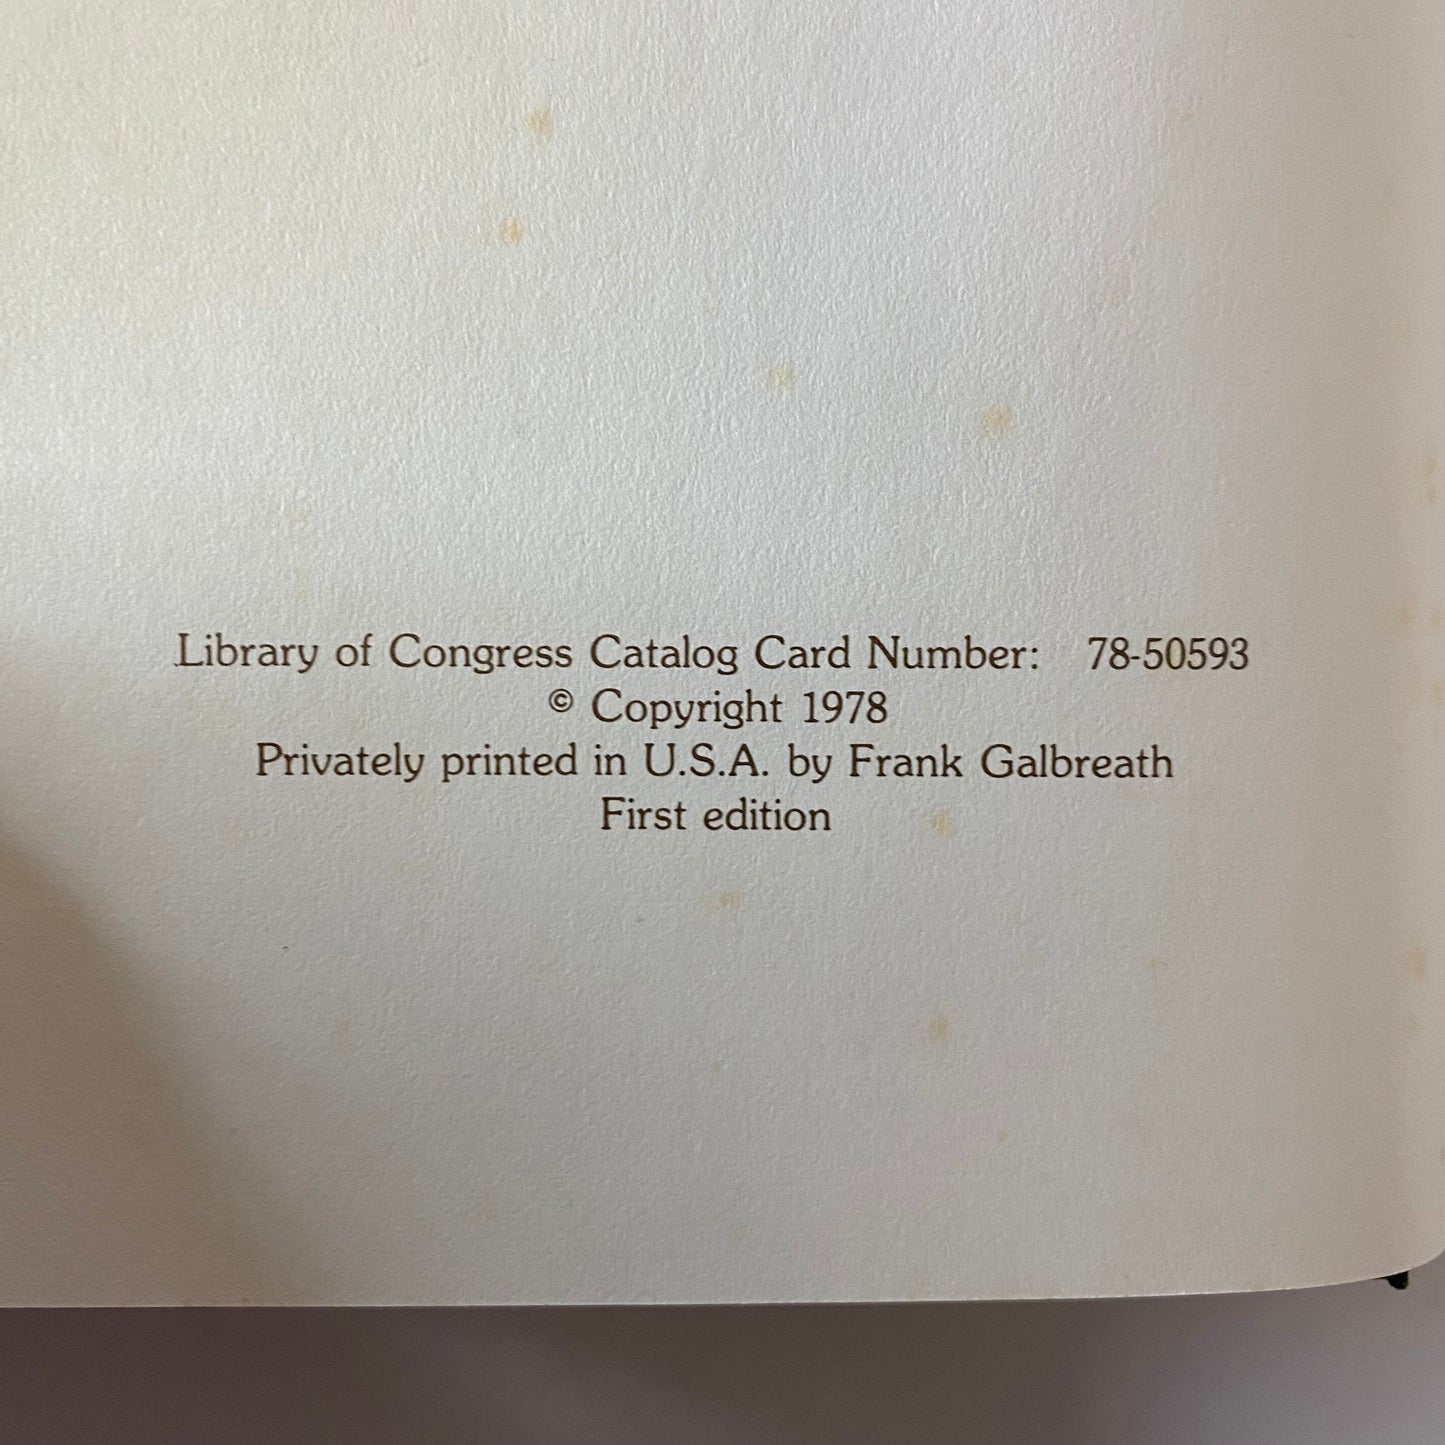 Library of Congress Catalog Card Number: 78-50593
© Copyright 1978
Privately printed in U.S.A. by Frank Galbreath
First edition